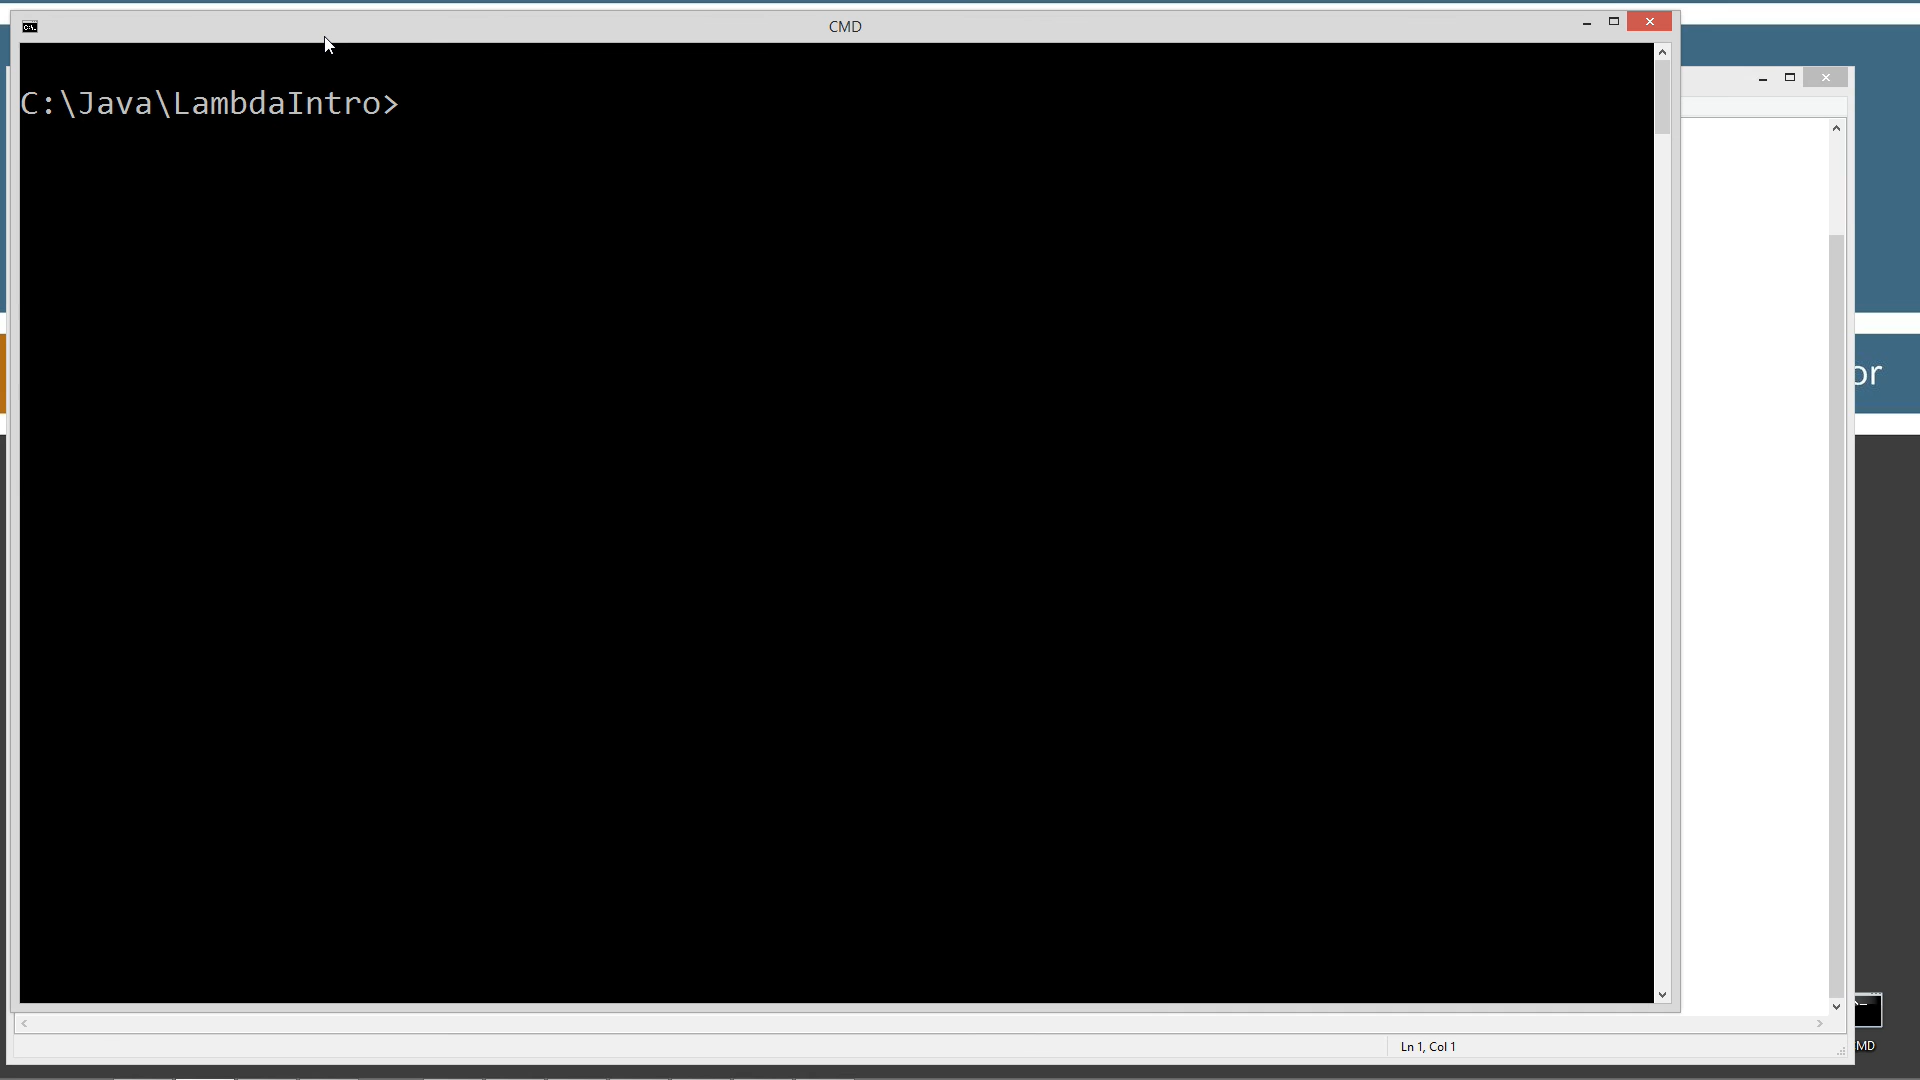 CMD
C:\Java\LambdaIntro>
or
Ln 1, Col 1
MD